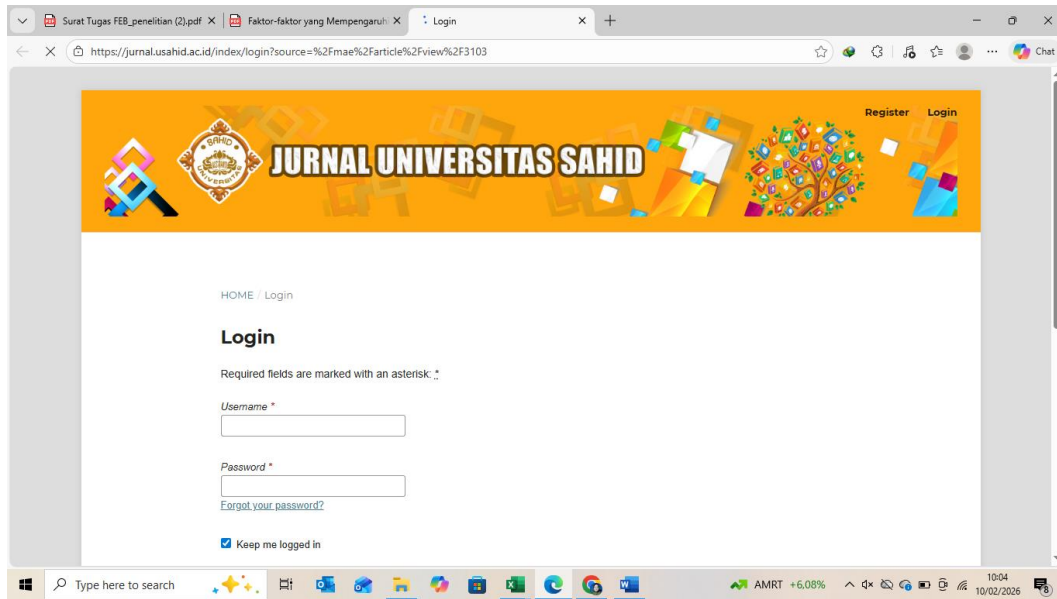 Surat Tugas FEB_penelitian (2).pdf
Faktor-faktor yang Mempengaruhi
Login
https://jurnal.usahid.ac.id/index/login?source=%2Fmae%2Farticle%2Fview%2F3103
Chat
Register Login
SAHID
UNIVERSITAS
JURNAL UNIVERSITAS SAHID
HOME / Login
Login
Required fields are marked with an asterisk: *
Username *
Password *
Forgot your password?
Keep me logged in
Type here to search
AMRT +6,08%
10:04
10/02/2026
8